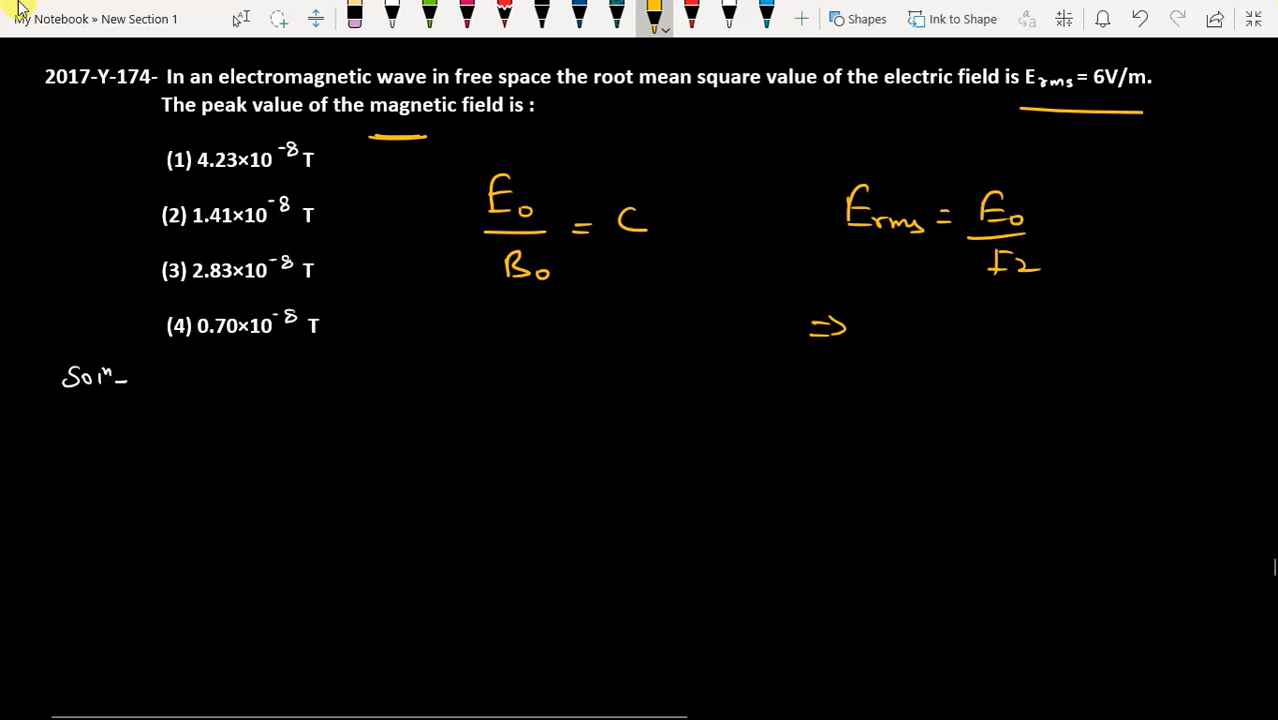 My Notebook » New Section 1
Shapes
Ink to Shape
2017-Y-174- In an electromagnetic wave in free space the root mean square value of the electric field is Erms = 6V/m.
The peak value of the magnetic field is :
(1) 4.23×10 -8 T
(2) 1.41×10 -8 T
(3) 2.83×10 -8 T
(4) 0.70×10 -8 T
E0 / B0 = C
Erms = E0 / √2
⇒
Solⁿ-